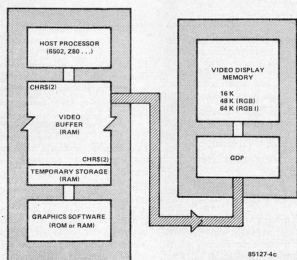 HOST PROCESSOR
(6502, Z80 . . .)
CHR$(2)
VIDEO
BUFFER
(RAM)
CHR$(2)
TEMPORARY STORAGE
(RAM)
GRAPHICS SOFTWARE
(ROM or RAM)
VIDEO DISPLAY
MEMORY
16 K
48 K (RGB)
64 K (RGB I)
GDP
85127-4c